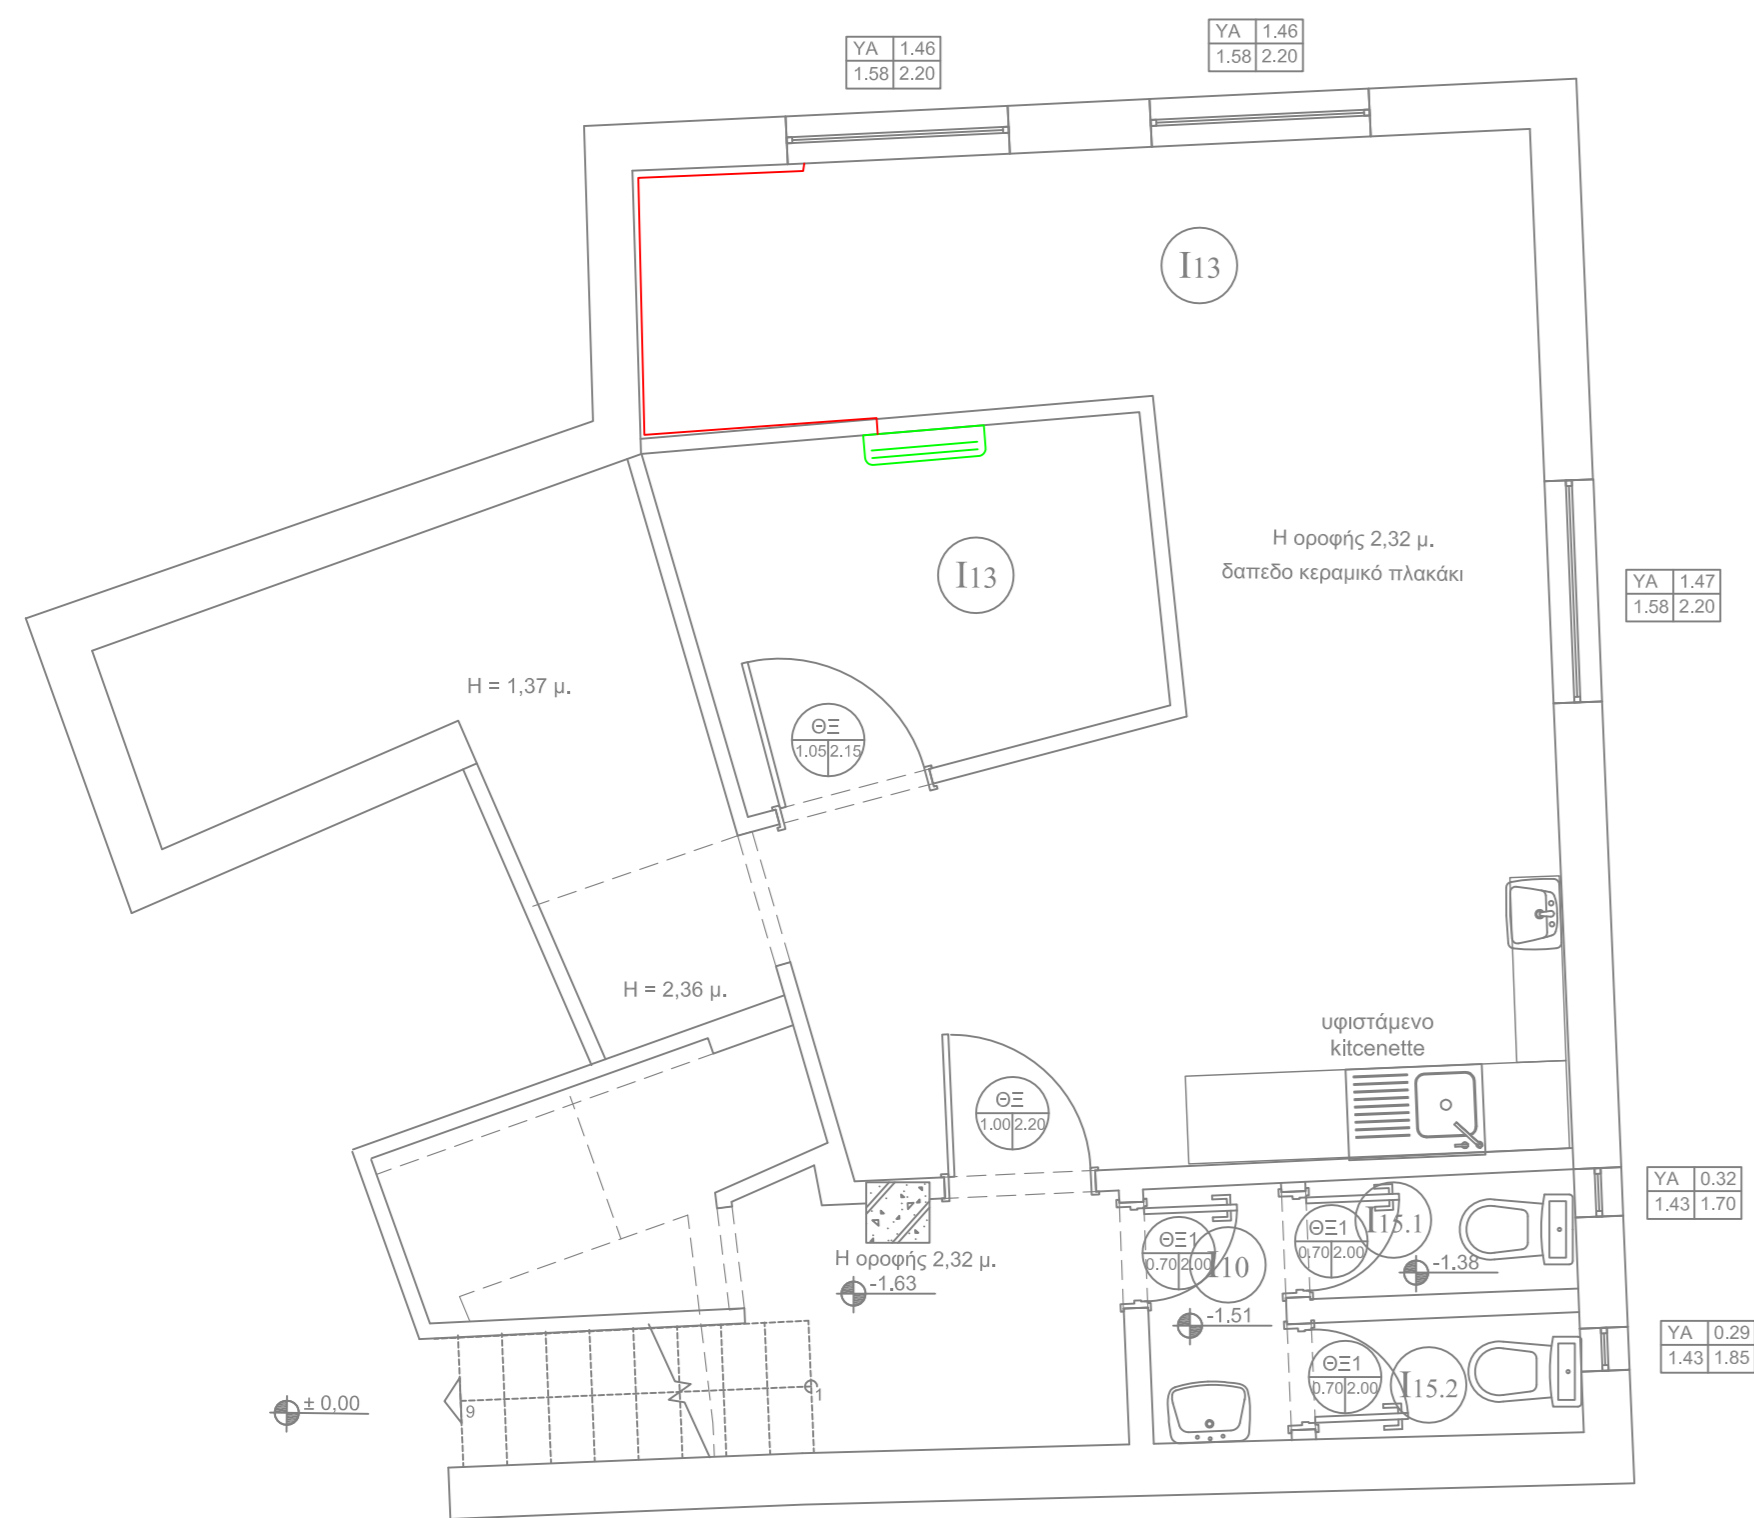 ΥΑ 1.46
1.58 2.20
ΥΑ 1.46
1.58 2.20
I13
Η οροφής 2,32 μ.
δαπεδο κεραμικό πλακάκι
I13
ΥΑ 1.47
1.58 2.20
Η = 1,37 μ.
ΘΞ
1.05 2.15
Η = 2,36 μ.
υφιστάμενο
kitcenette
ΘΞ
1.00 2.20
ΥΑ 0.32
1.43 1.70
I15.1
ΘΞ1
0.70 2.00
ΘΞ1
0.70 2.00
I10
Η οροφής 2,32 μ.
-1.63
-1.38
-1.51
ΥΑ 0.29
1.43 1.85
ΘΞ1
0.70 2.00
I15.2
± 0,00
9
1